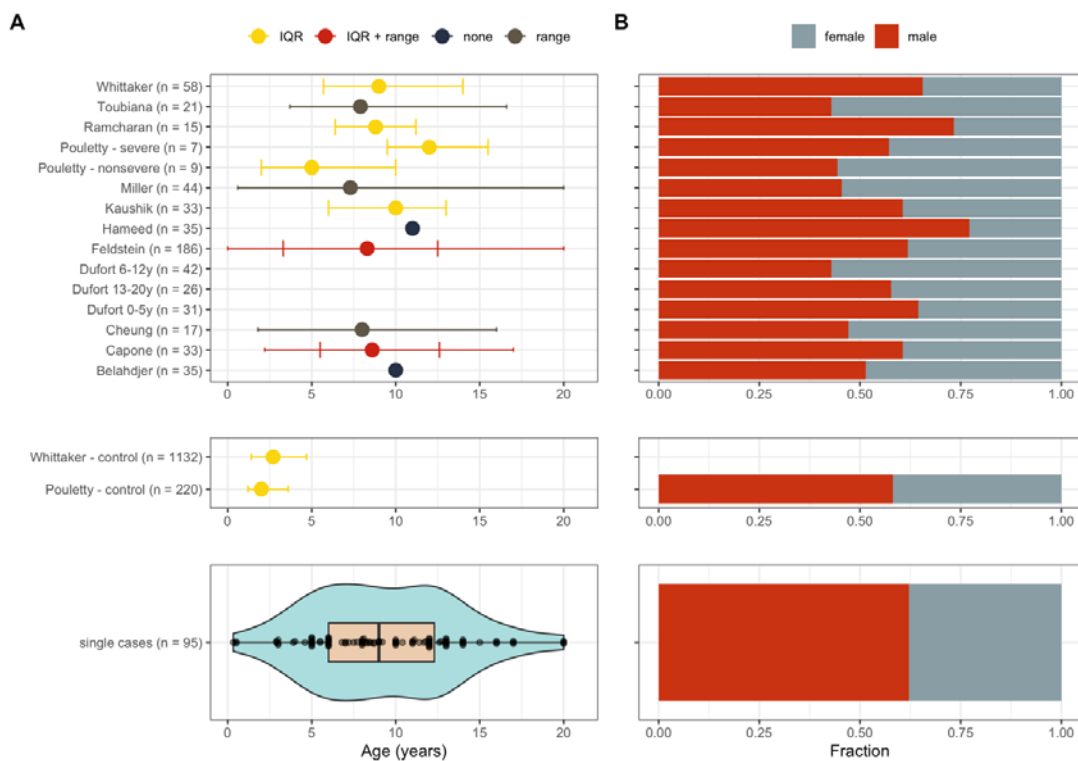 A
IQR IQR + range none range
Whittaker (n = 58)
Toubiana (n = 21)
Ramcharan (n = 15)
Pouletty - severe (n = 7)
Pouletty - nonsevere (n = 9)
Miller (n = 44)
Kaushik (n = 33)
Hameed (n = 35)
Feldstein (n = 186)
Dufort 6-12y (n = 42)
Dufort 13-20y (n = 26)
Dufort 0-5y (n = 31)
Cheung (n = 17)
Capone (n = 33)
Belahdjer (n = 35)
0 5 10 15 20
Whittaker - control (n = 1132)
Pouletty - control (n = 220)
0 5 10 15 20
single cases (n = 95)
0 5 10 15 20
Age (years)
B
female male
0.00 0.25 0.50 0.75 1.00
0.00 0.25 0.50 0.75 1.00
0.00 0.25 0.50 0.75 1.00
Fraction